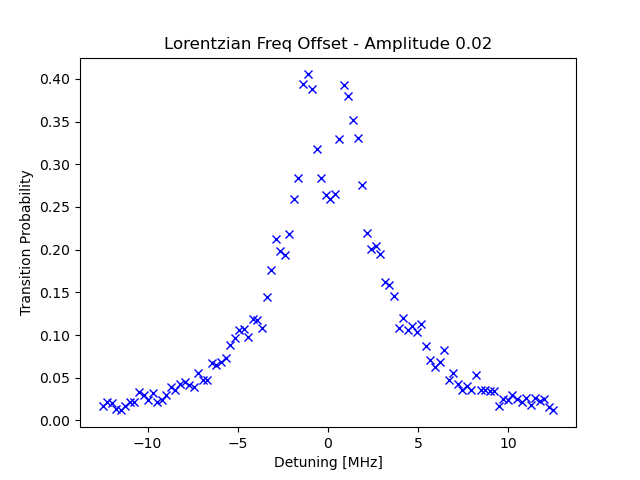 Lorentzian Freq Offset - Amplitude 0.02
0.40
0.35
0.30
0.25
0.20
0.15
0.10
0.05
0.00
Transition Probability
−10 −5 0 5 10
Detuning [MHz]